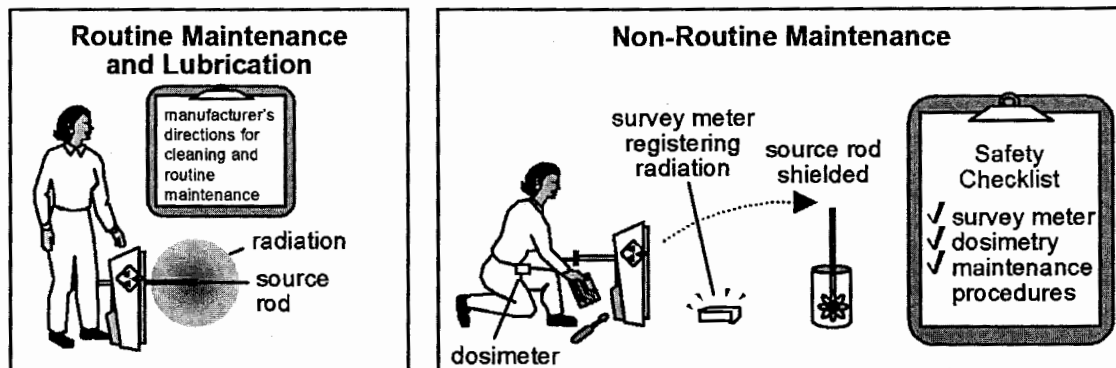 Routine Maintenance
and Lubrication
manufacturer's
directions for
cleaning and
routine
maintenance
radiation
source
rod
Non-Routine Maintenance
survey meter
registering
radiation
source rod
shielded
dosimeter
Safety
Checklist
survey meter
dosimetry
maintenance
procedures